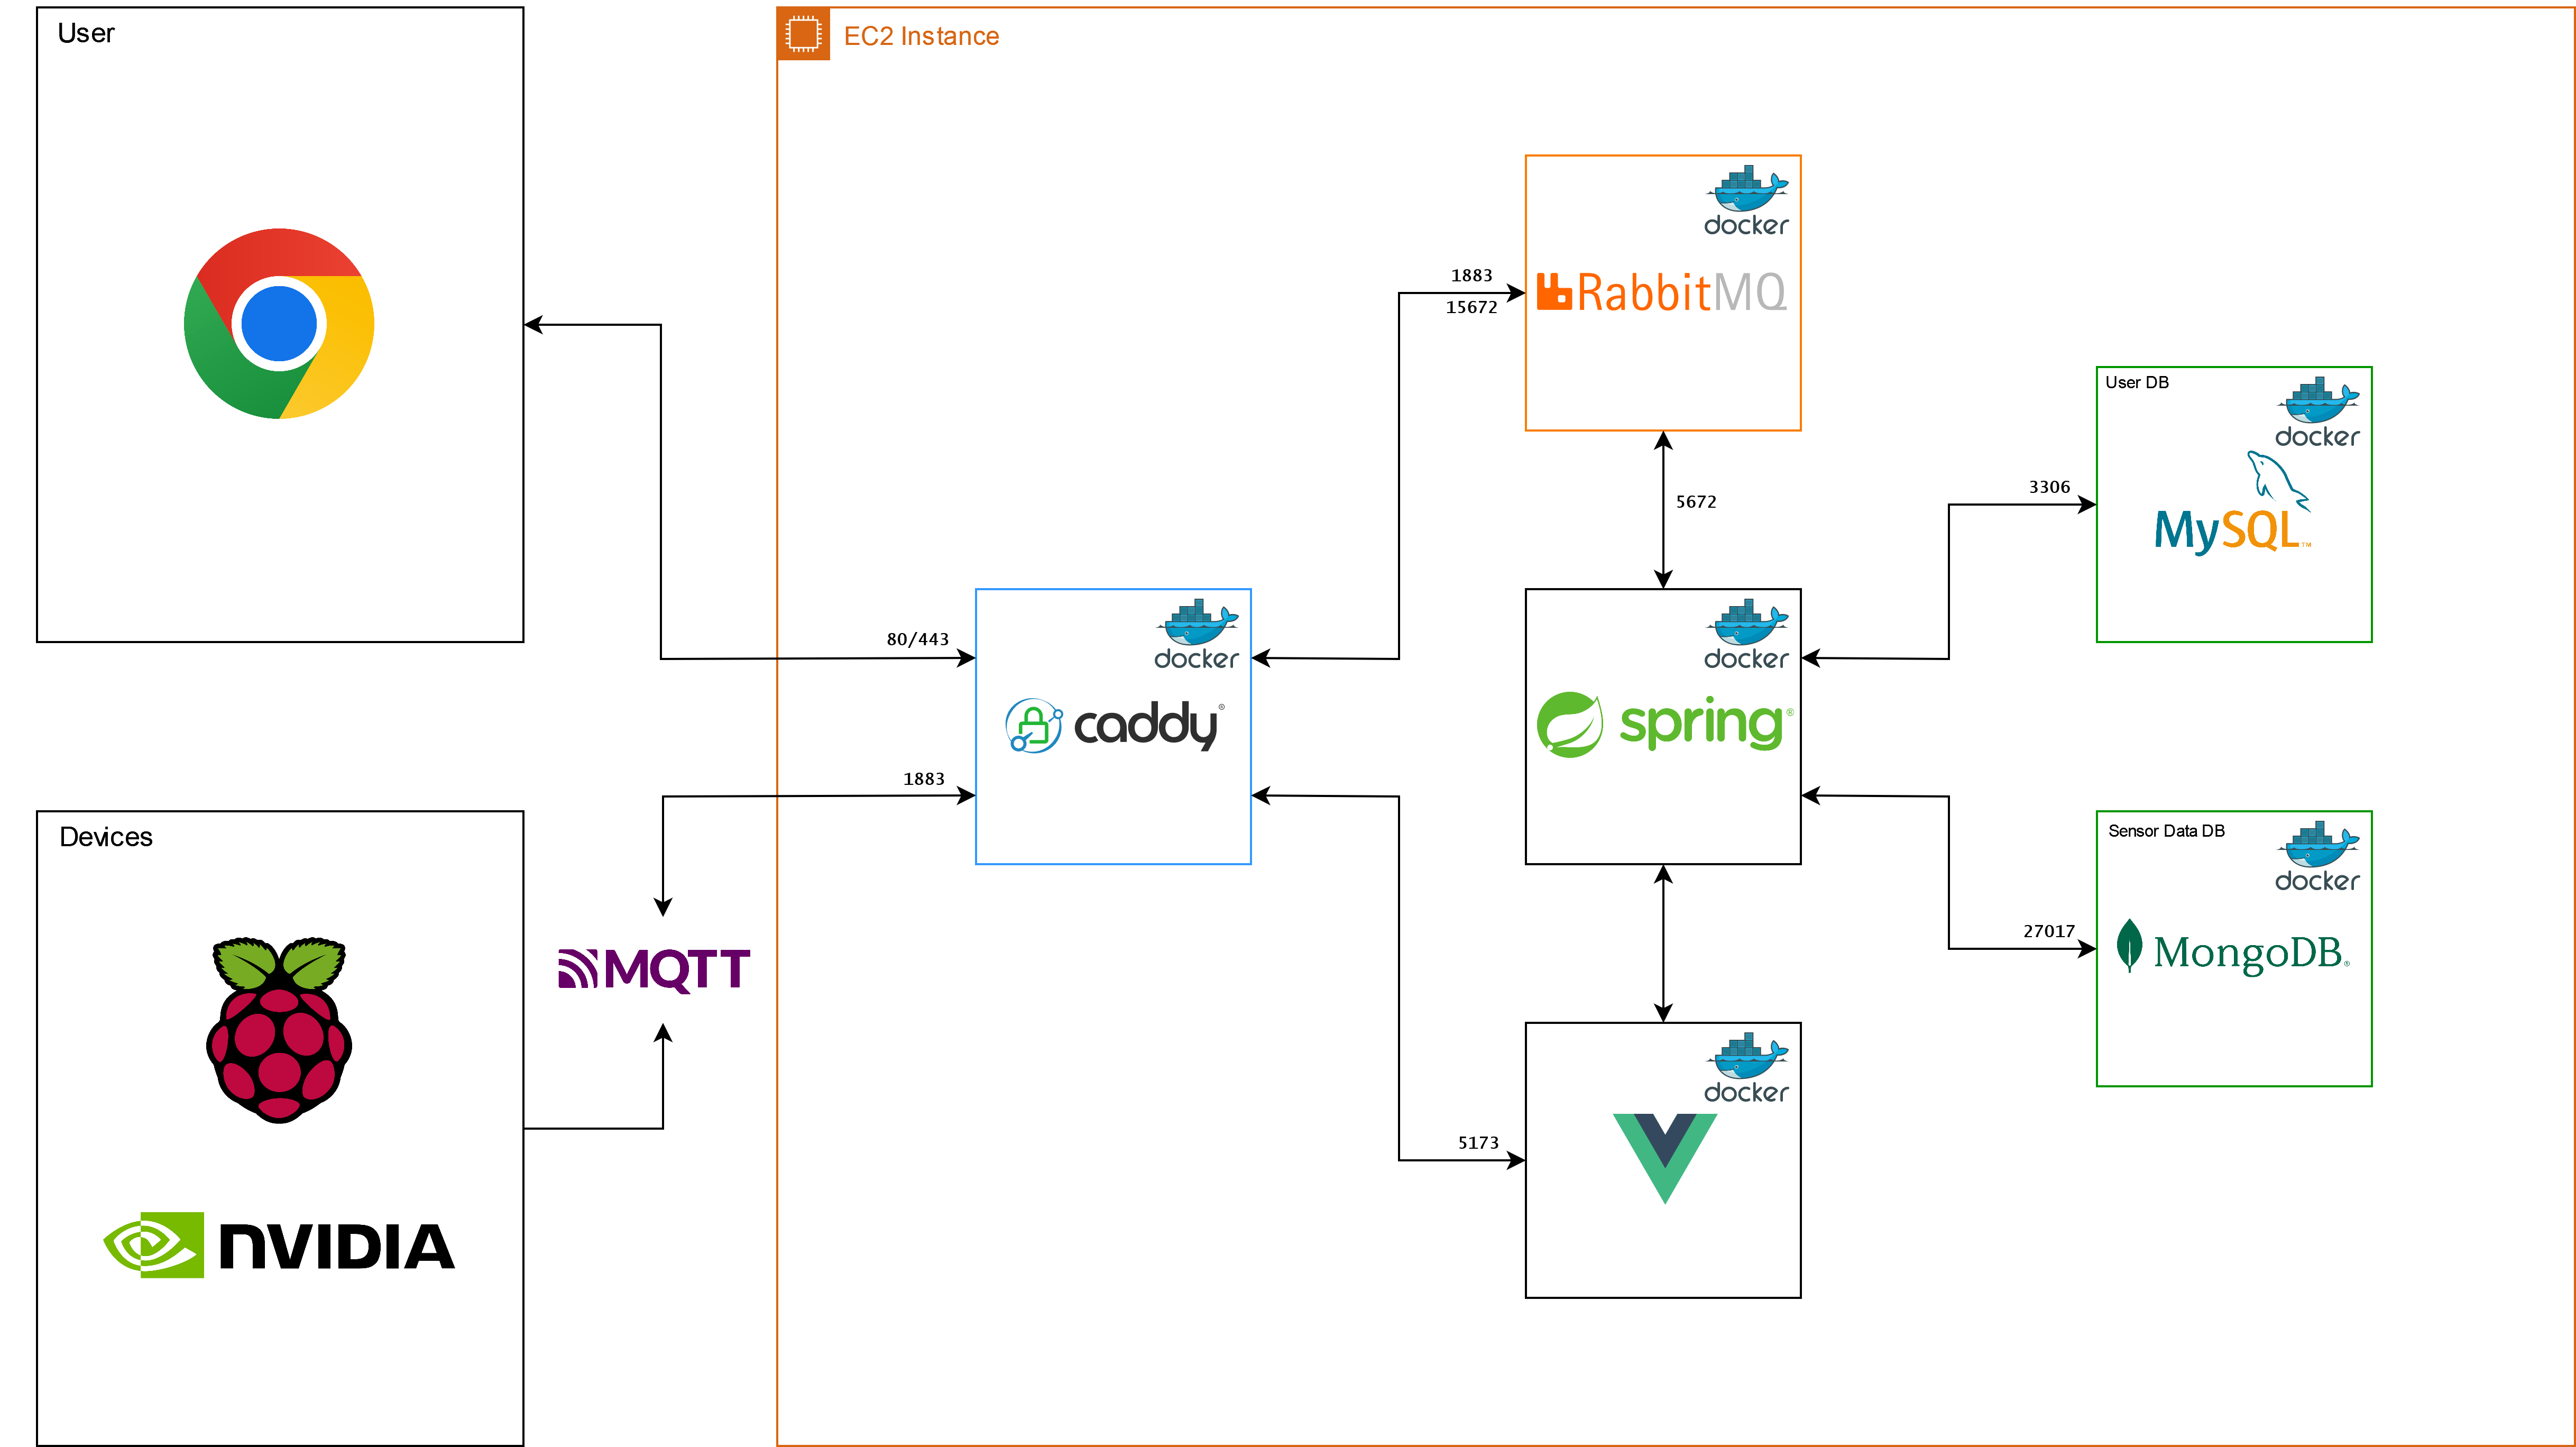 User
EC2 Instance
docker
1883
RabbitMQ
15672
User DB
docker
3306
5672
MySQL™
80/443
docker
docker
caddy®
spring®
1883
Devices
Sensor Data DB
docker
27017
MongoDB®
MQTT
docker
5173
nVIDIA